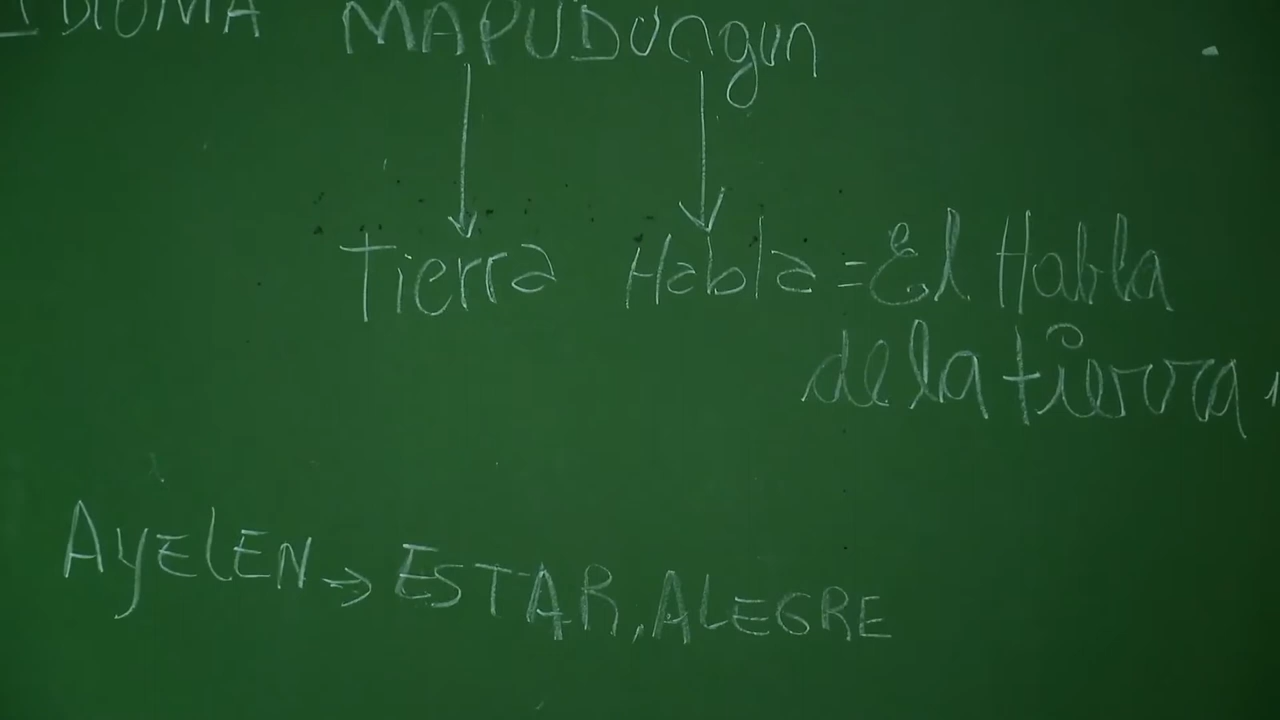 IDIOMA MAPUDungun
Tierra Habla = El Habla
de la tierra
AyElEN → ESTAR, ALEGRE